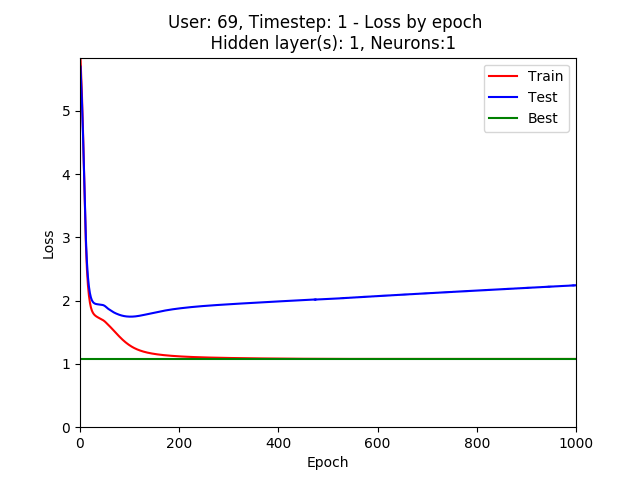 User: 69, Timestep: 1 - Loss by epoch
Hidden layer(s): 1, Neurons:1
Train
Test
Best
5
4
3
2
1
0
Loss
0
200
400
600
800
1000
Epoch